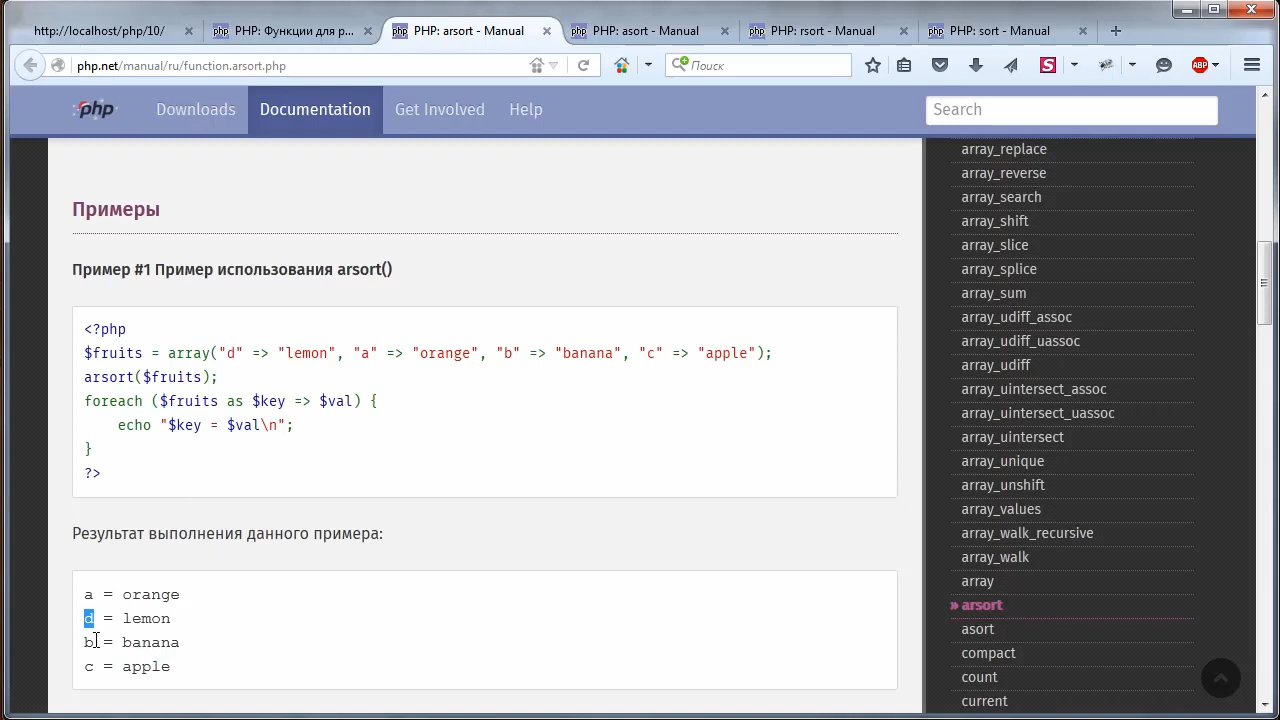 http://localhost/php/10/
PHP: Функции для р...
PHP: arsort - Manual
PHP: asort - Manual
PHP: rsort - Manual
PHP: sort - Manual
php.net/manual/ru/function.arsort.php
Поиск
S
ABP
php
Downloads
Documentation
Get Involved
Help
Search
Примеры
Пример #1 Пример использования arsort()
<?php
$fruits = array("d" => "lemon", "a" => "orange", "b" => "banana", "c" => "apple");
arsort($fruits);
foreach ($fruits as $key => $val) {
echo "$key = $val\n";
}
?>
Результат выполнения данного примера:
a = orange
d = lemon
b = banana
c = apple
array_replace
array_reverse
array_search
array_shift
array_slice
array_splice
array_sum
array_udiff_assoc
array_udiff_uassoc
array_udiff
array_uintersect_assoc
array_uintersect_uassoc
array_uintersect
array_unique
array_unshift
array_values
array_walk_recursive
array_walk
array
» arsort
asort
compact
count
current